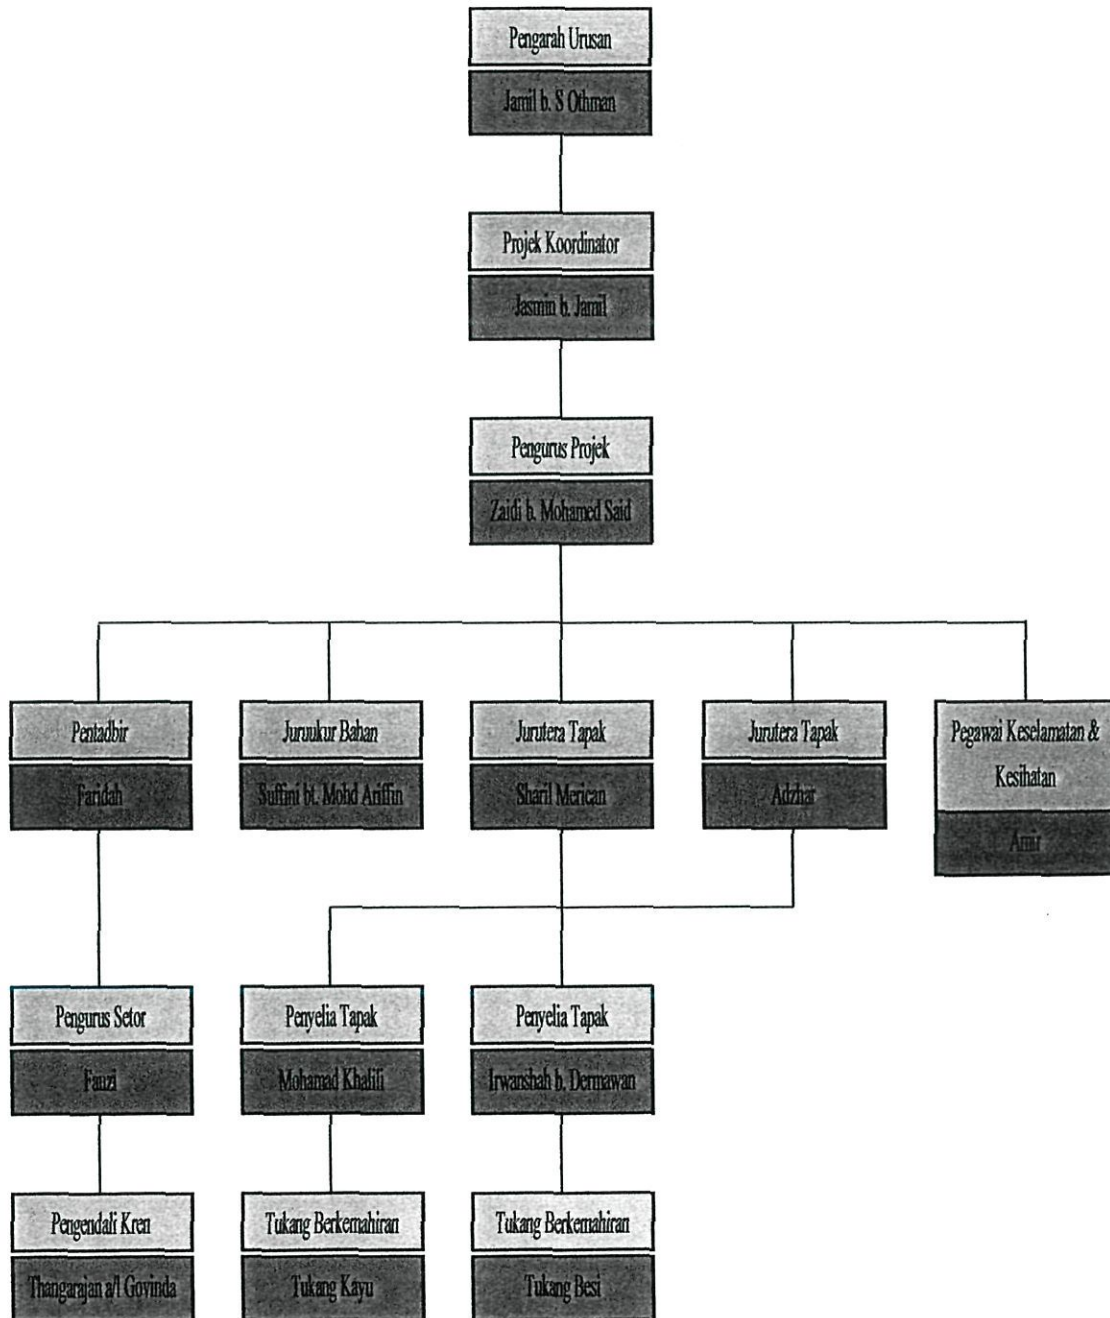 Pengarah Urusan
Jamil b. S Othman
Projek Koordinator
Jasmin b. Jamil
Pengurus Projek
Zaidi b. Mohamed Said
Pentadbir
Faridah
Juruukur Bahan
Suffini bt. Mohd Ariffin
Jurutera Tapak
Sharil Merican
Jurutera Tapak
Adzhar
Pegawai Keselamatan &
Kesihatan
Amir
Pengurus Setor
Fauzi
Penyelia Tapak
Mohamad Khalifi
Penyelia Tapak
Irwanshah b. Dermawan
Pengendali Kren
Thangarajan a/l Govinda
Tukang Berkemahiran
Tukang Kayu
Tukang Berkemahiran
Tukang Besi